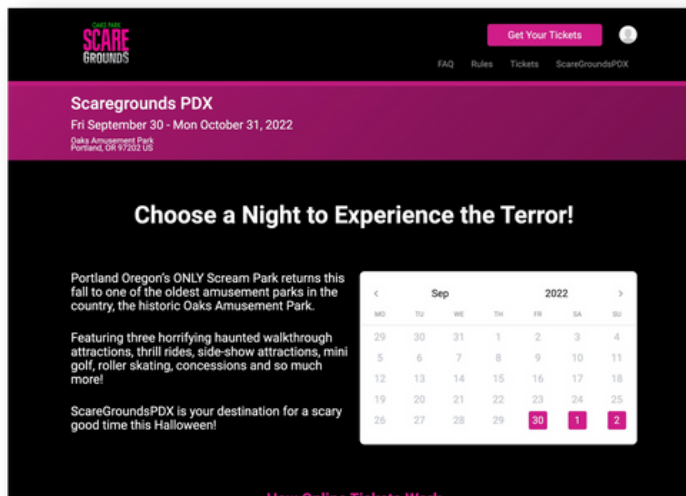 OAKS PARK
SCARE
GROUNDS
Get Your Tickets
FAQ Rules Tickets ScareGroundsPDX
Scaregrounds PDX
Fri September 30 - Mon October 31, 2022
Oaks Amusement Park
Portland, OR 97202 US
Choose a Night to Experience the Terror!
Portland Oregon's ONLY Scream Park returns this
fall to one of the oldest amusement parks in the
country, the historic Oaks Amusement Park.
Featuring three horrifying haunted walkthrough
attractions, thrill rides, side-show attractions, mini
golf, roller skating, concessions and so much
more!
ScareGroundsPDX is your destination for a scary
good time this Halloween!
< Sep 2022 >
MO TU WE TH FR SA SU
29 30 31 1 2 3 4
5 6 7 8 9 10 11
12 13 14 15 16 17 18
19 20 21 22 23 24 25
26 27 28 29 30 1 2
How Online Tickets Work